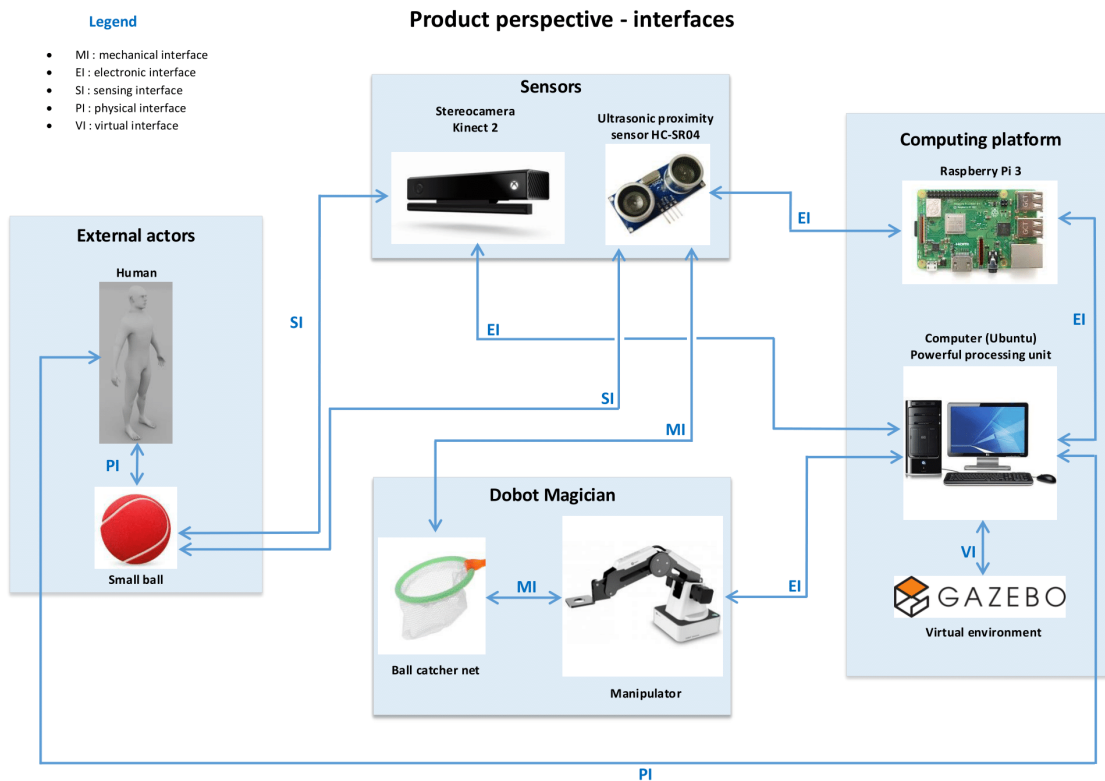 Product perspective - interfaces
Legend
• MI : mechanical interface
• EI : electronic interface
• SI : sensing interface
• PI : physical interface
• VI : virtual interface
Sensors
Stereocamera
Kinect 2
Ultrasonic proximity
sensor HC-SR04
Computing platform
Raspberry Pi 3
External actors
Human
EI
SI
EI
EI
Computer (Ubuntu)
Powerful processing unit
SI
MI
PI
Dobot Magician
Small ball
MI
EI
VI
GAZEBO
Virtual environment
Ball catcher net
Manipulator
PI